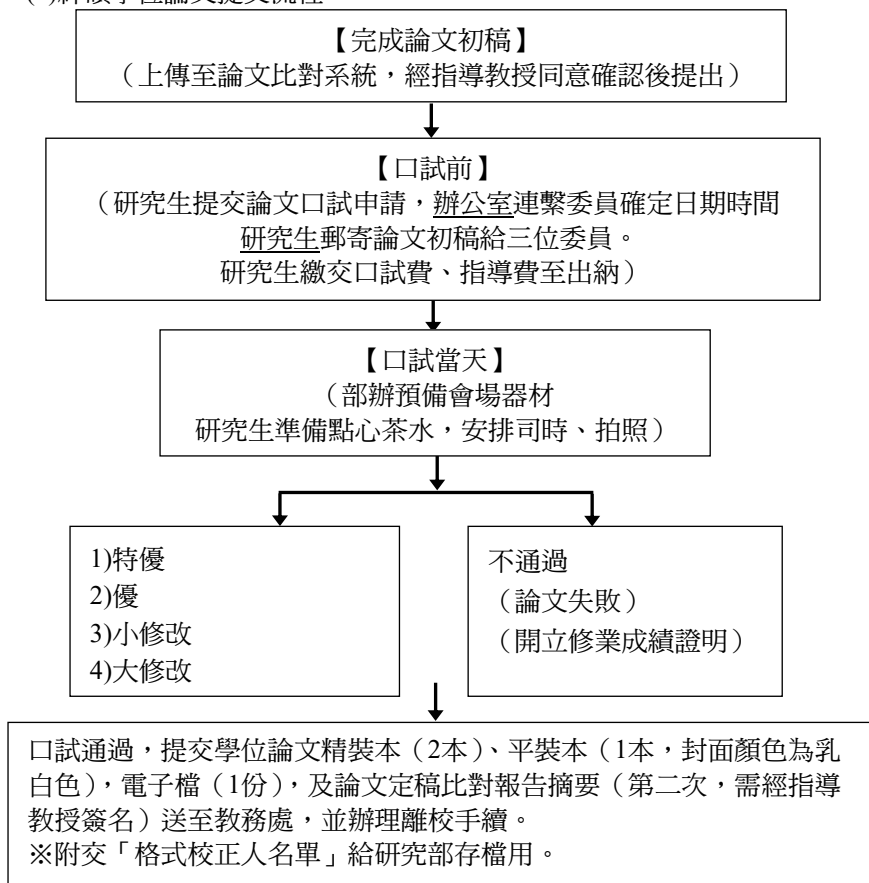 【完成論文初稿】
（上傳至論文比對系統，經指導教授同意確認後提出）
【口試前】
（研究生提交論文口試申請，辦公室連繫委員確定日期時間
研究生郵寄論文初稿給三位委員。
研究生繳交口試費、指導費至出納）
【口試當天】
（部辦預備會場器材
研究生準備點心茶水，安排司時、拍照）
1)特優
2)優
3)小修改
4)大修改
不通過
（論文失敗）
（開立修業成績證明）
口試通過，提交學位論文精裝本（2本）、平裝本（1本，封面顏色為乳
白色），電子檔（1份），及論文定稿比對報告摘要（第二次，需經指導
教授簽名）送至教務處，並辦理離校手續。
※附交「格式校正人名單」給研究部存檔用。